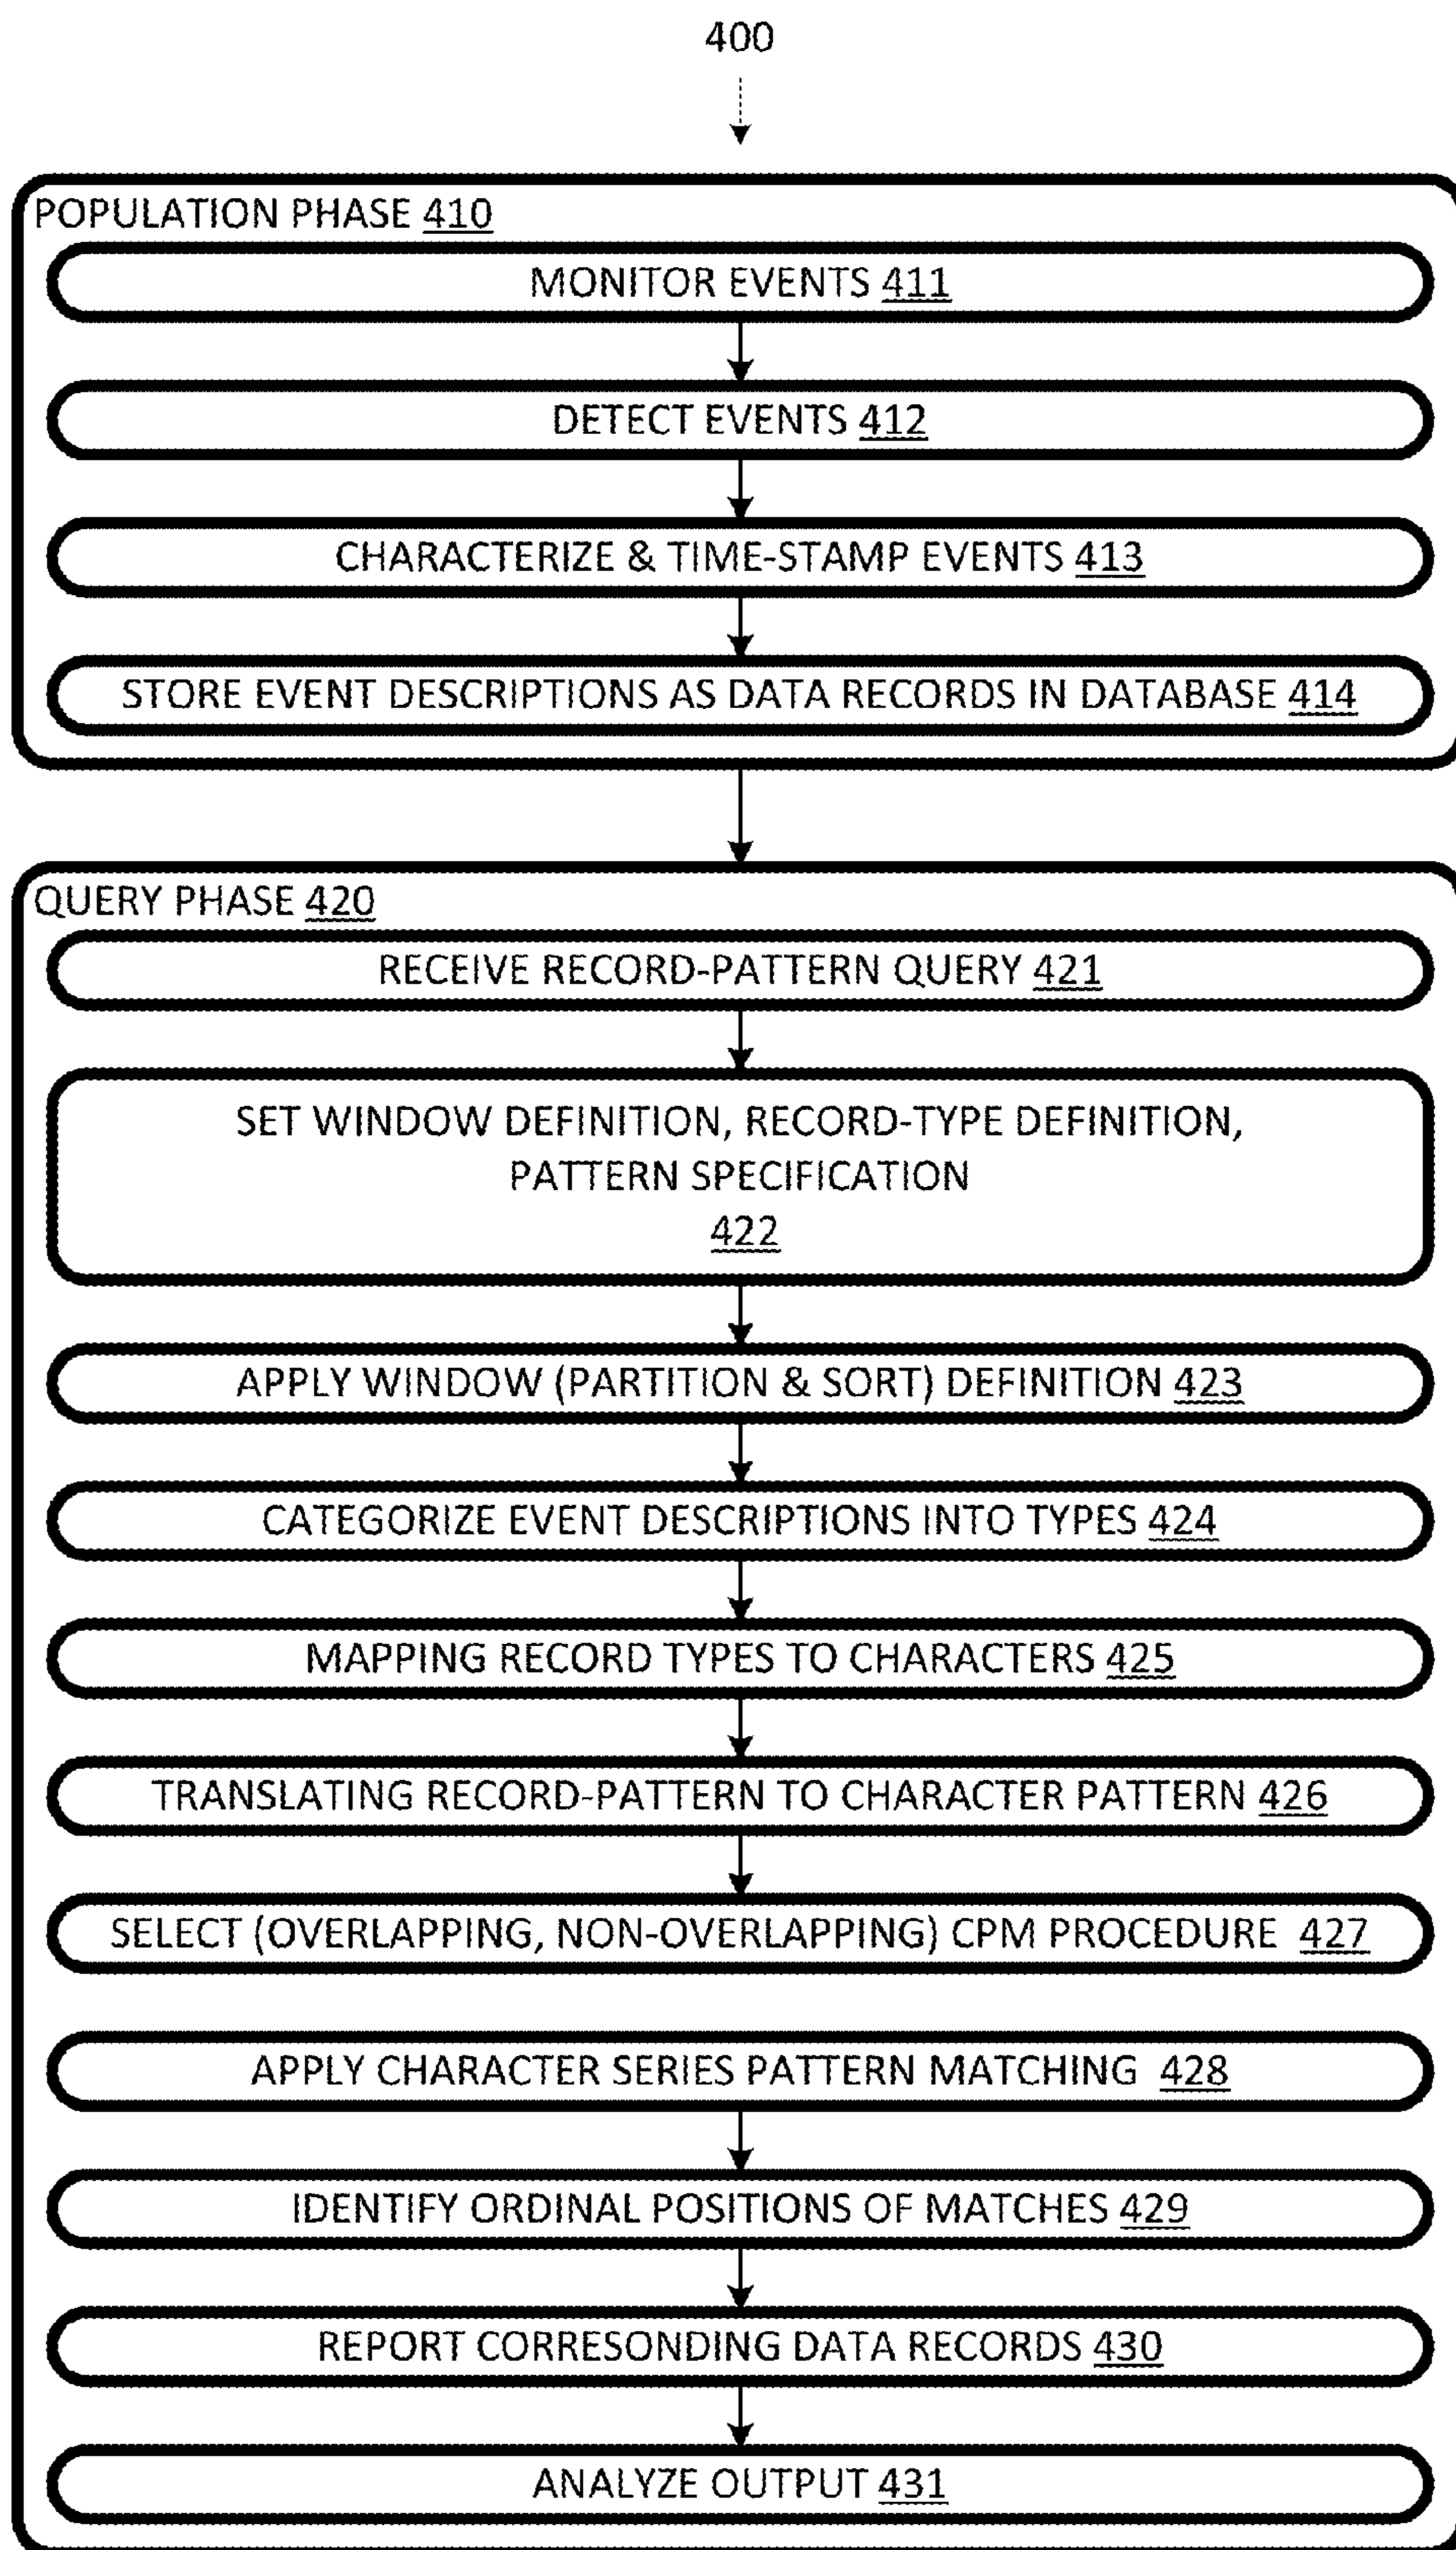 400
POPULATION PHASE 410
MONITOR EVENTS 411
DETECT EVENTS 412
CHARACTERIZE & TIME-STAMP EVENTS 413
STORE EVENT DESCRIPTIONS AS DATA RECORDS IN DATABASE 414
QUERY PHASE 420
RECEIVE RECORD-PATTERN QUERY 421
SET WINDOW DEFINITION, RECORD-TYPE DEFINITION,
PATTERN SPECIFICATION
422
APPLY WINDOW (PARTITION & SORT) DEFINITION 423
CATEGORIZE EVENT DESCRIPTIONS INTO TYPES 424
MAPPING RECORD TYPES TO CHARACTERS 425
TRANSLATING RECORD-PATTERN TO CHARACTER PATTERN 426
SELECT (OVERLAPPING, NON-OVERLAPPING) CPM PROCEDURE 427
APPLY CHARACTER SERIES PATTERN MATCHING 428
IDENTIFY ORDINAL POSITIONS OF MATCHES 429
REPORT CORRESONDING DATA RECORDS 430
ANALYZE OUTPUT 431